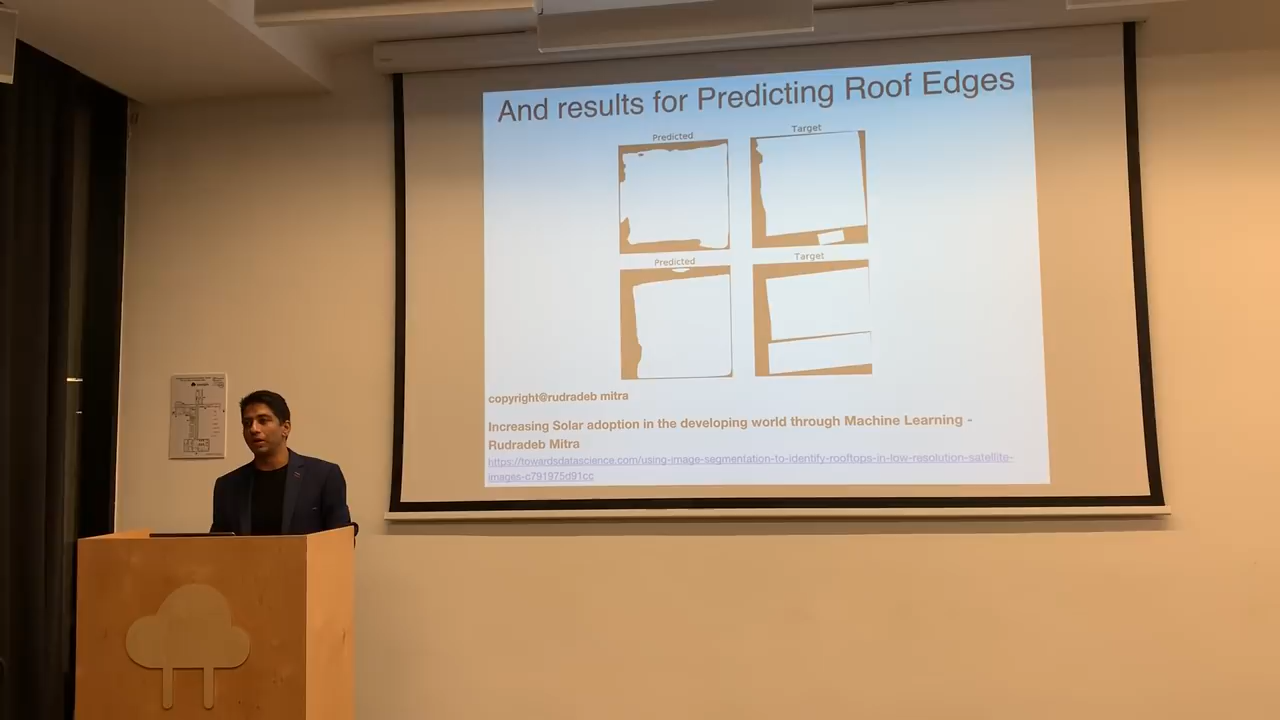 And results for Predicting Roof Edges
Predicted
Target
Predicted
Target
copyright@rudradeb mitra
Increasing Solar adoption in the developing world through Machine Learning -
Rudradeb Mitra
https://towardsdatascience.com/using-image-segmentation-to-identify-rooftops-in-low-resolution-satellite-
images-c791975d91cc